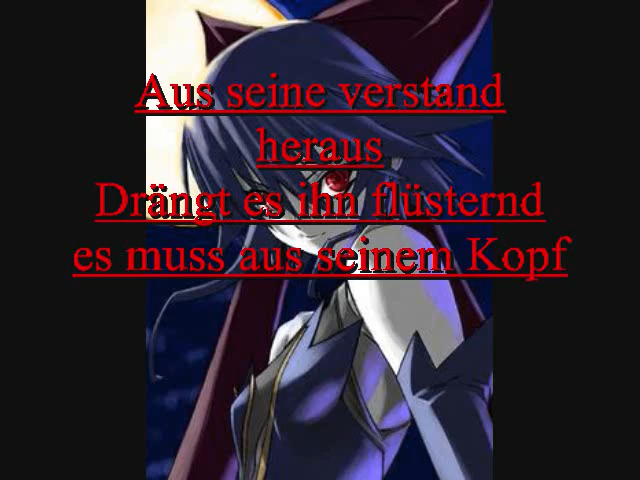 Aus seine verstand
heraus
Drängt es ihn flüsternd
es muss aus seinem Kopf